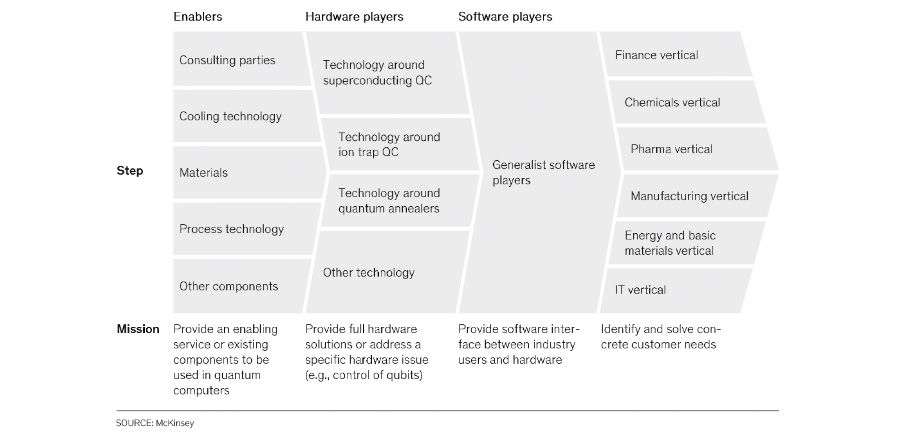 Enablers
Hardware players
Software players
Step
Consulting parties
Cooling technology
Materials
Process technology
Other components
Technology around
superconducting QC
Technology around
ion trap QC
Technology around
quantum annealers
Other technology
Generalist software
players
Finance vertical
Chemicals vertical
Pharma vertical
Manufacturing vertical
Energy and basic
materials vertical
IT vertical
Mission
Provide an enabling
service or existing
components to be
used in quantum
computers
Provide full hardware
solutions or address a
specific hardware issue
(e.g., control of qubits)
Provide software inter-
face between industry
users and hardware
Identify and solve con-
crete customer needs
SOURCE: McKinsey